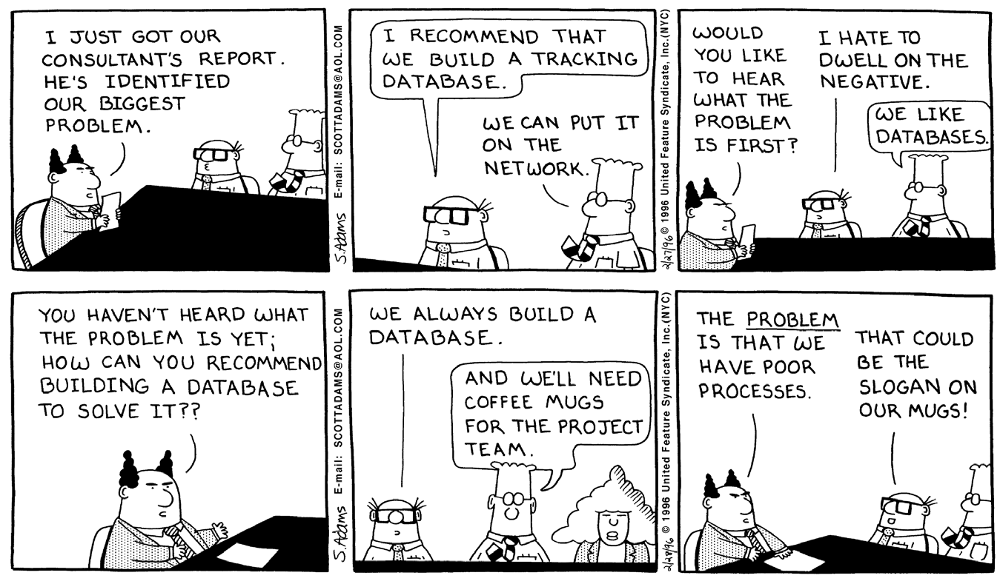 I JUST GOT OUR
CONSULTANT'S REPORT.
HE'S IDENTIFIED
OUR BIGGEST
PROBLEM.
S.Adams E-mail: SCOTTADAMS@AOL.COM
I RECOMMEND THAT
WE BUILD A TRACKING
DATABASE.
WE CAN PUT IT
ON THE
NETWORK.
2/27/96 © 1996 United Feature Syndicate, Inc.(NYC)
WOULD
YOU LIKE
TO HEAR
WHAT THE
PROBLEM
IS FIRST?
I HATE TO
DWELL ON THE
NEGATIVE.
WE LIKE
DATABASES.
YOU HAVEN'T HEARD WHAT
THE PROBLEM IS YET;
HOW CAN YOU RECOMMEND
BUILDING A DATABASE
TO SOLVE IT??
S.Adams E-mail: SCOTTADAMS@AOL.COM
WE ALWAYS BUILD A
DATABASE.
AND WE'LL NEED
COFFEE MUGS
FOR THE PROJECT
TEAM.
2/28/96 © 1996 United Feature Syndicate, Inc.(NYC)
THE PROBLEM
IS THAT WE
HAVE POOR
PROCESSES.
THAT COULD
BE THE
SLOGAN ON
OUR MUGS!